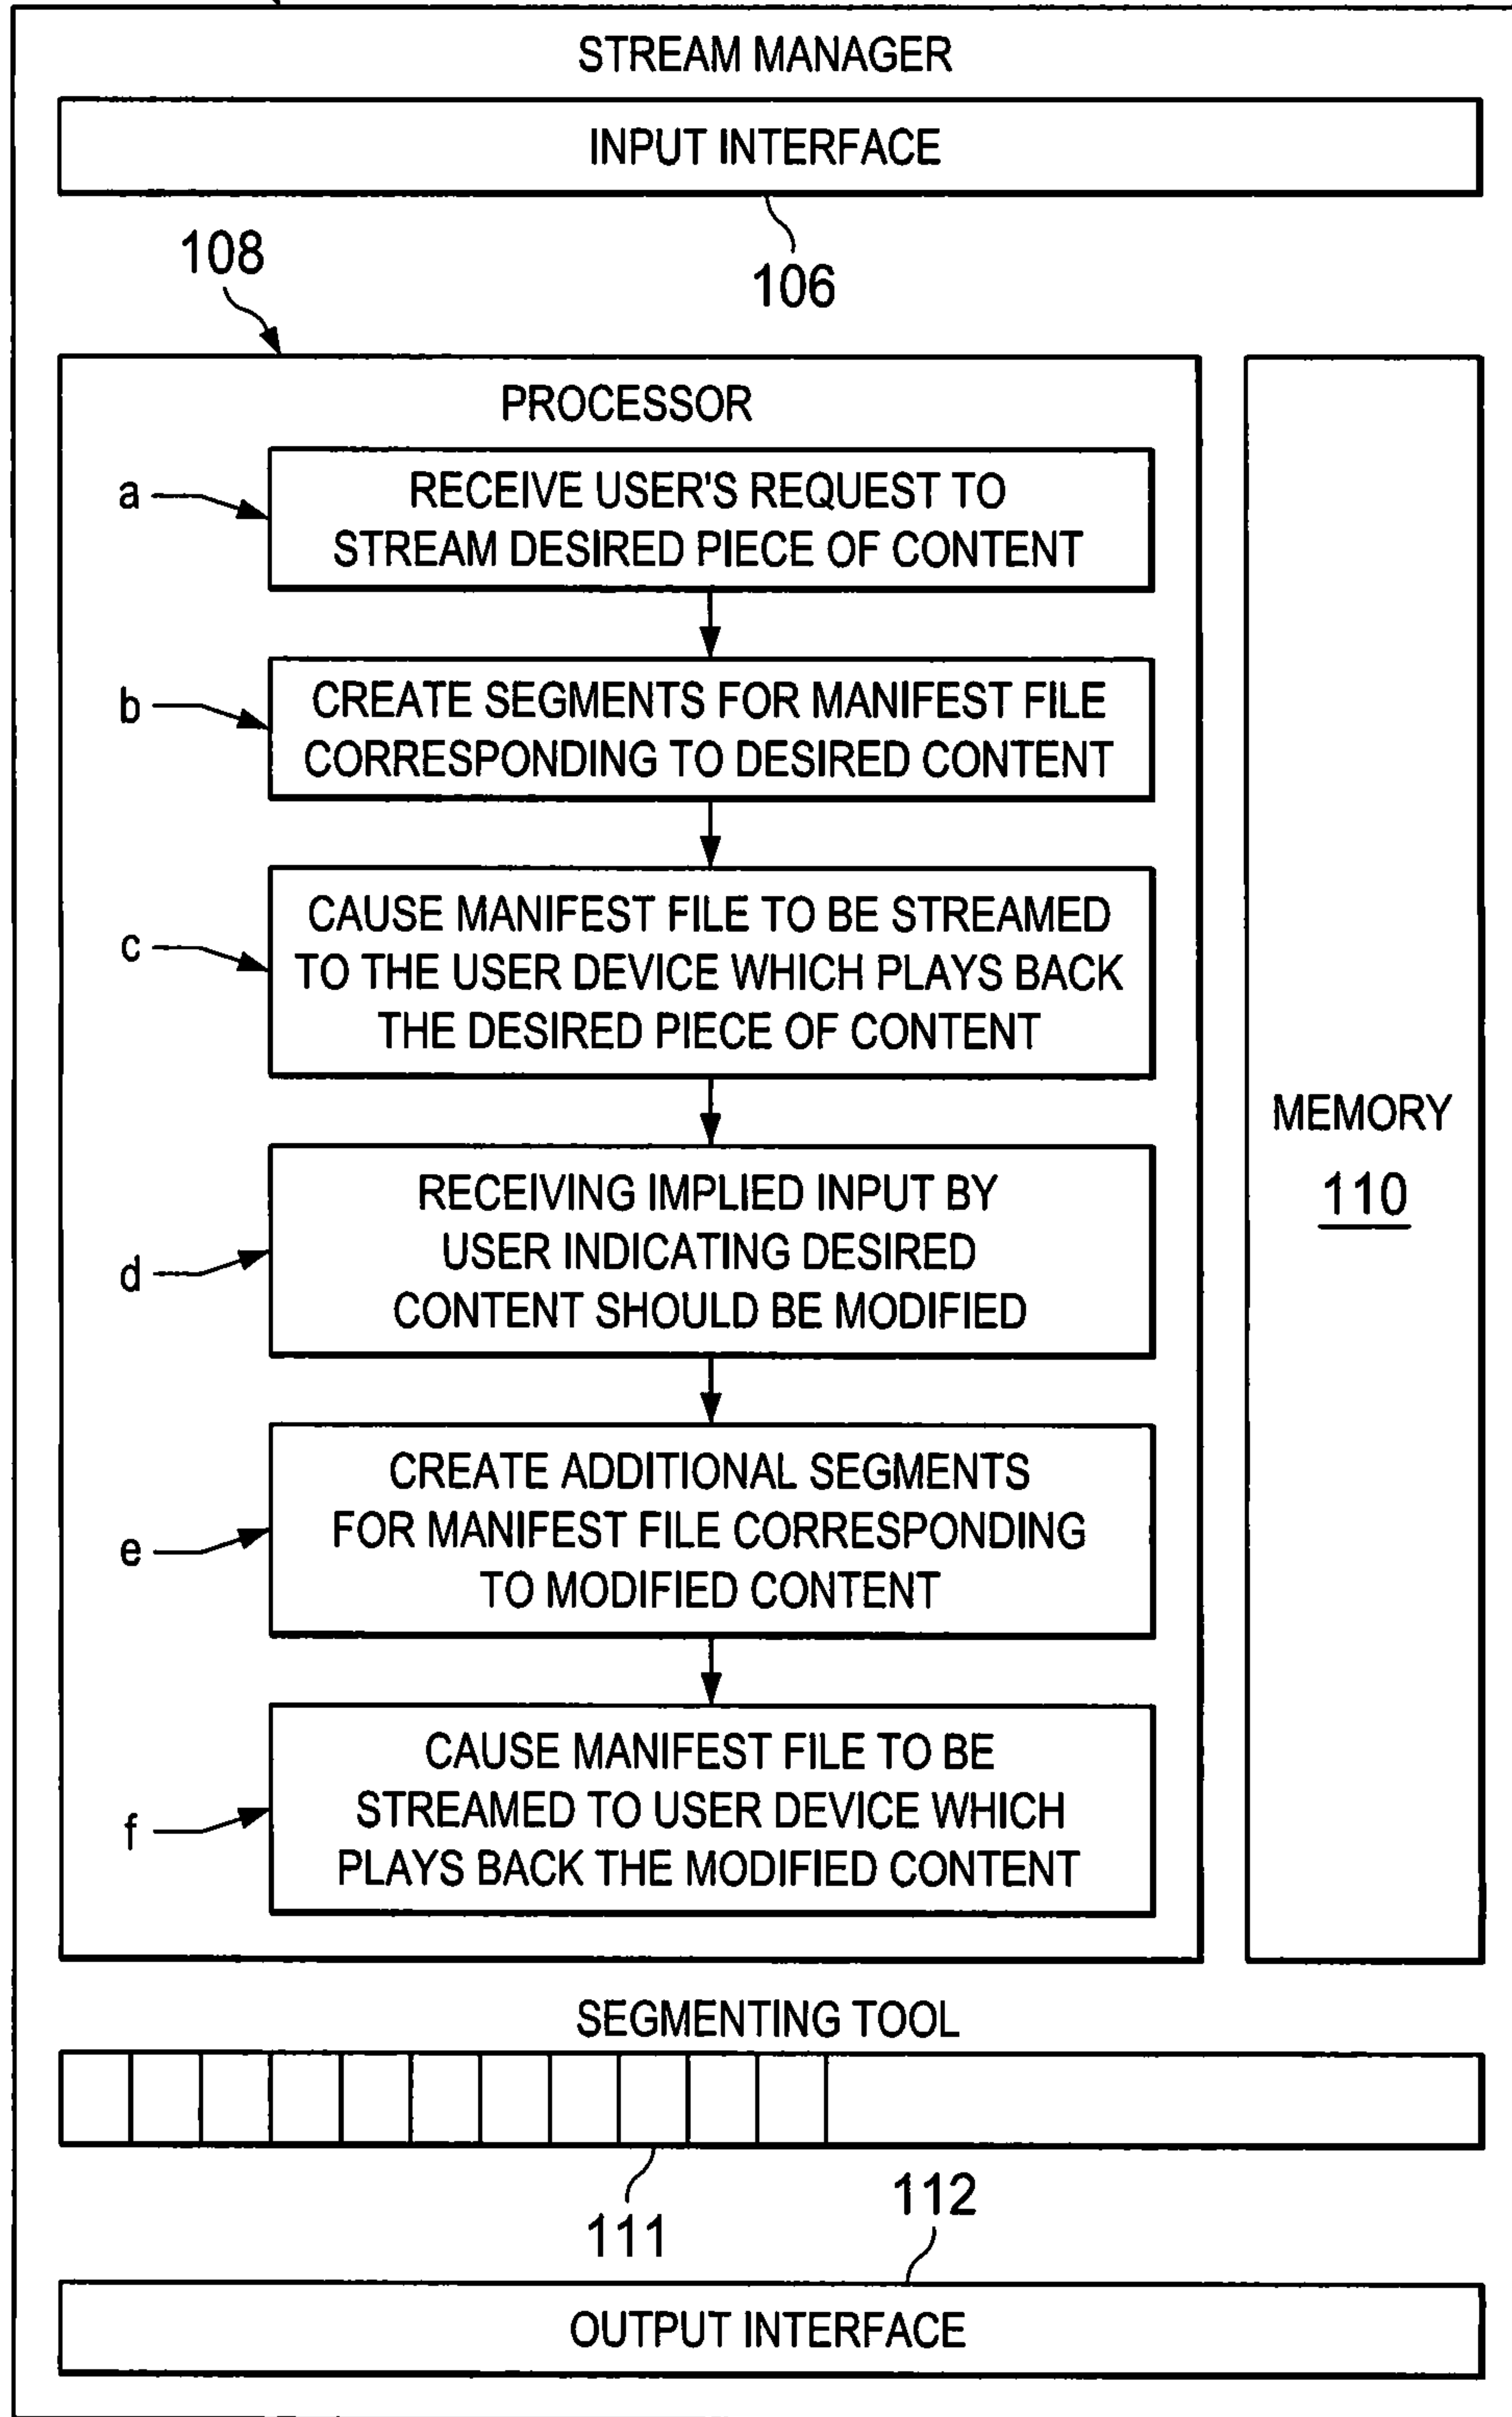 STREAM MANAGER
INPUT INTERFACE
106
108
PROCESSOR
a
RECEIVE USER'S REQUEST TO
STREAM DESIRED PIECE OF CONTENT
b
CREATE SEGMENTS FOR MANIFEST FILE
CORRESPONDING TO DESIRED CONTENT
c
CAUSE MANIFEST FILE TO BE STREAMED
TO THE USER DEVICE WHICH PLAYS BACK
THE DESIRED PIECE OF CONTENT
d
RECEIVING IMPLIED INPUT BY
USER INDICATING DESIRED
CONTENT SHOULD BE MODIFIED
e
CREATE ADDITIONAL SEGMENTS
FOR MANIFEST FILE CORRESPONDING
TO MODIFIED CONTENT
f
CAUSE MANIFEST FILE TO BE
STREAMED TO USER DEVICE WHICH
PLAYS BACK THE MODIFIED CONTENT
MEMORY
110
SEGMENTING TOOL
111
112
OUTPUT INTERFACE